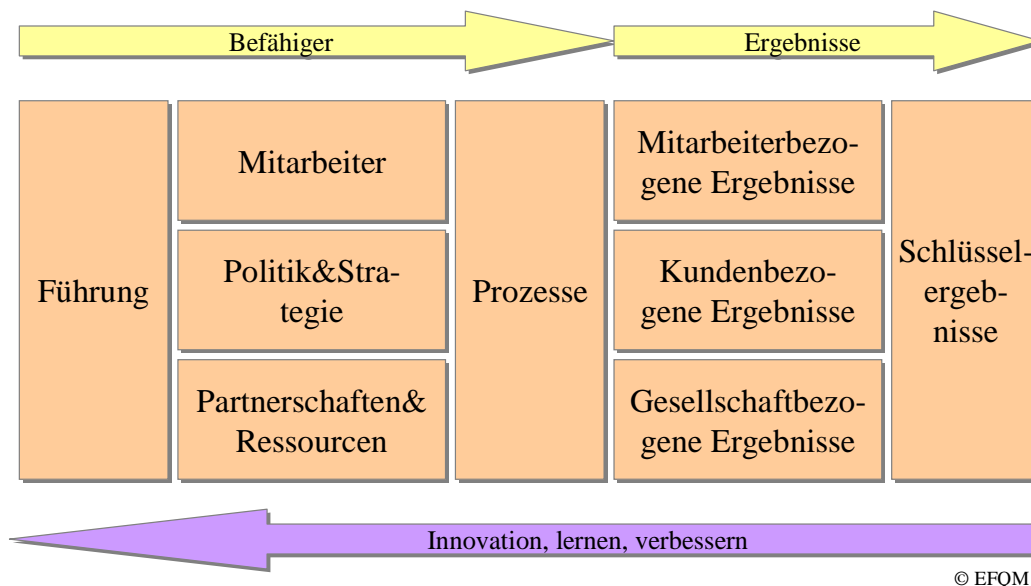 Befähiger
Ergebnisse
Führung
Mitarbeiter
Politik&Stra-
tegie
Partnerschaften&
Ressourcen
Prozesse
Mitarbeiterbezo-
gene Ergebnisse
Kundenbezo-
gene Ergebnisse
Gesellschaftbezo-
gene Ergebnisse
Schlüssel-
ergeb-
nisse
Innovation, lernen, verbessern
© EFQM